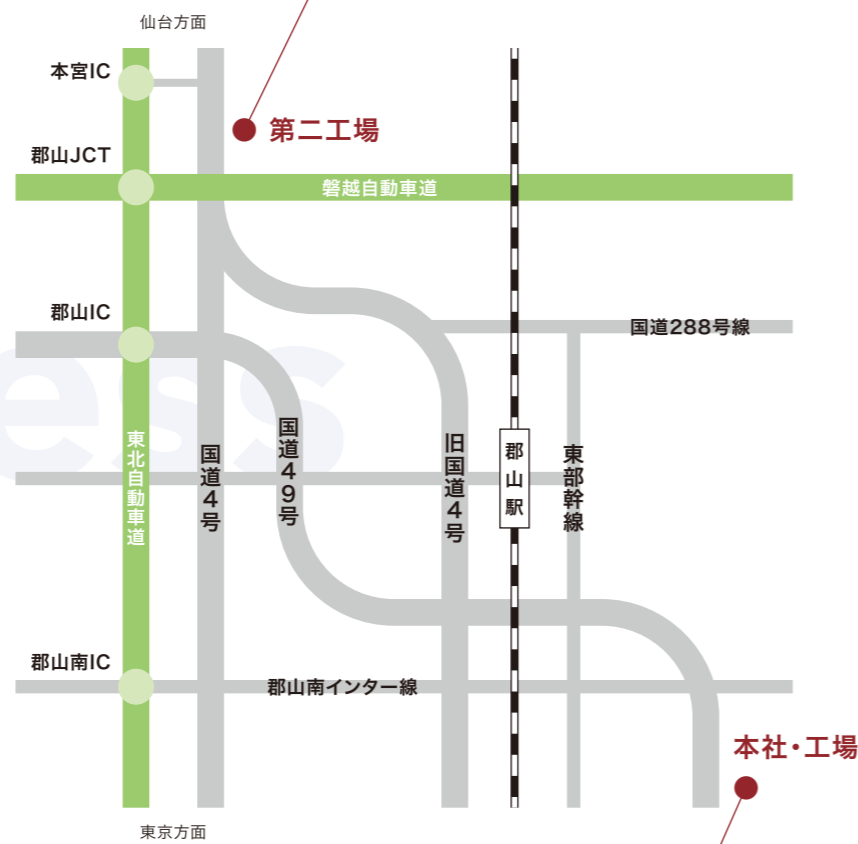 仙台方面
本宮IC
第二工場
郡山JCT
磐越自動車道
郡山IC
国道288号線
ess
東北自動車道
国道4号
国道49号
旧国道4号
郡山駅
東部幹線
郡山南IC
郡山南インター線
本社・工場
東京方面